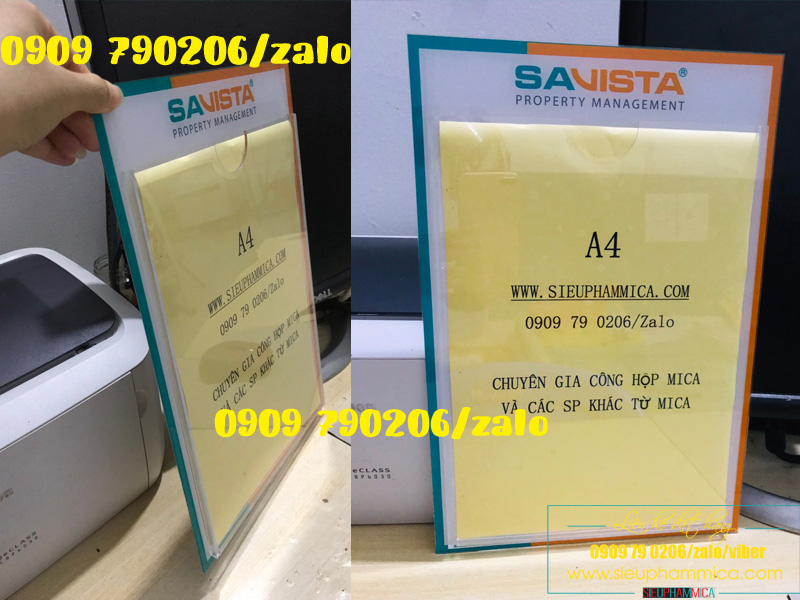 0909 790206/zalo
SAVISTA®
PROPERTY MANAGEMENT
A4
WWW.SIEUPHAMMICA.COM
0909 79 0206/Zalo
CHUYÊN GIA CÔNG HỘP MICA
VÀ CÁC SP KHÁC TỪ MICA
SAVISTA®
PROPERTY MANAGEMENT
A4
WWW.SIEUPHAMMICA.COM
0909 79 0206/Zalo
CHUYÊN GIA CÔNG HỘP MICA
VÀ CÁC SP KHÁC TỪ MICA
0909 790206/zalo
0909 79 0206/zalo/viber
www.sieuphammica.com
SIEUPHAMMICA